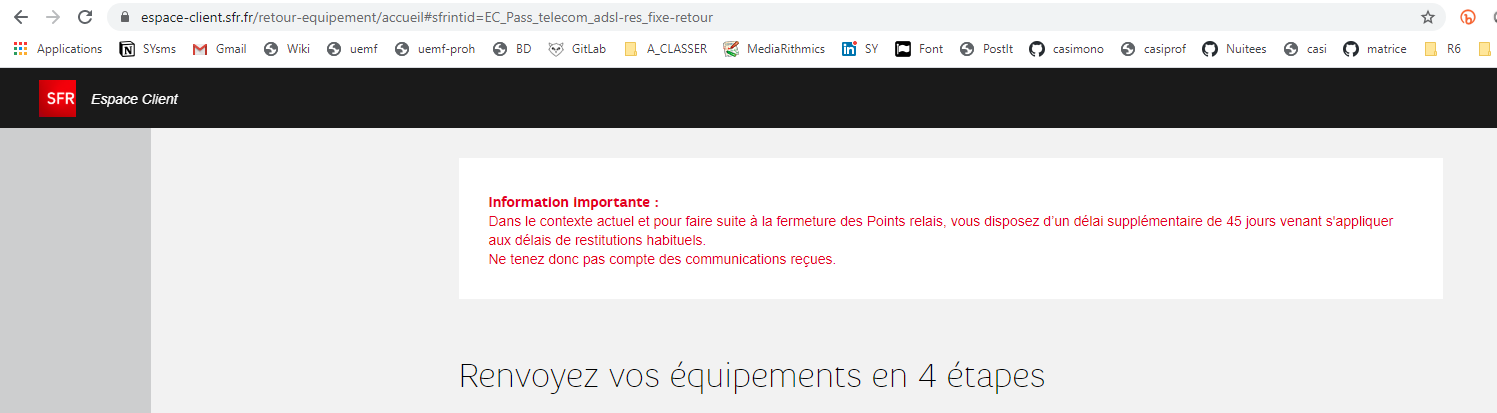 espace-client.sfr.fr/retour-equipement/accueil#sfrintid=EC_Pass_telecom_adsl-res_fixe-retour
Applications SYsms Gmail Wiki uemf uemf-proh BD GitLab A_CLASSER MediaRithmics SY Font PostIt casimono casiprof Nuitees casi matrice R6
SFR Espace Client
Information importante :
Dans le contexte actuel et pour faire suite à la fermeture des Points relais, vous disposez d'un délai supplémentaire de 45 jours venant s'appliquer
aux délais de restitutions habituels.
Ne tenez donc pas compte des communications reçues.
Renvoyez vos équipements en 4 étapes